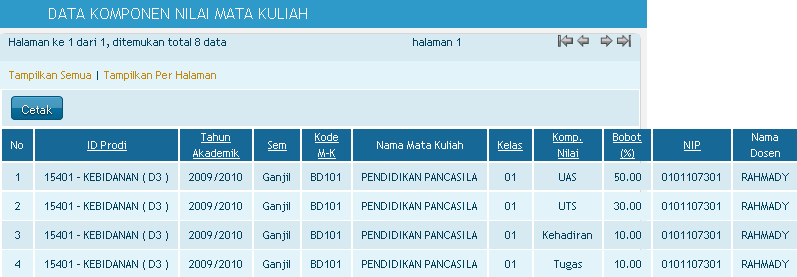 DATA KOMPONEN NILAI MATA KULIAH
Halaman ke 1 dari 1, ditemukan total 8 data halaman 1
Tampilkan Semua | Tampilkan Per Halaman
Cetak
No ID Prodi Tahun Akademik Sem Kode M-K Nama Mata Kuliah Kelas Komp. Nilai Bobot (%) NIP Nama Dosen
1 15401 - KEBIDANAN ( D3 ) 2009/2010 Ganjil BD101 PENDIDIKAN PANCASILA 01 UAS 50.00 0101107301 RAHMADY
2 15401 - KEBIDANAN ( D3 ) 2009/2010 Ganjil BD101 PENDIDIKAN PANCASILA 01 UTS 30.00 0101107301 RAHMADY
3 15401 - KEBIDANAN ( D3 ) 2009/2010 Ganjil BD101 PENDIDIKAN PANCASILA 01 Kehadiran 10.00 0101107301 RAHMADY
4 15401 - KEBIDANAN ( D3 ) 2009/2010 Ganjil BD101 PENDIDIKAN PANCASILA 01 Tugas 10.00 0101107301 RAHMADY